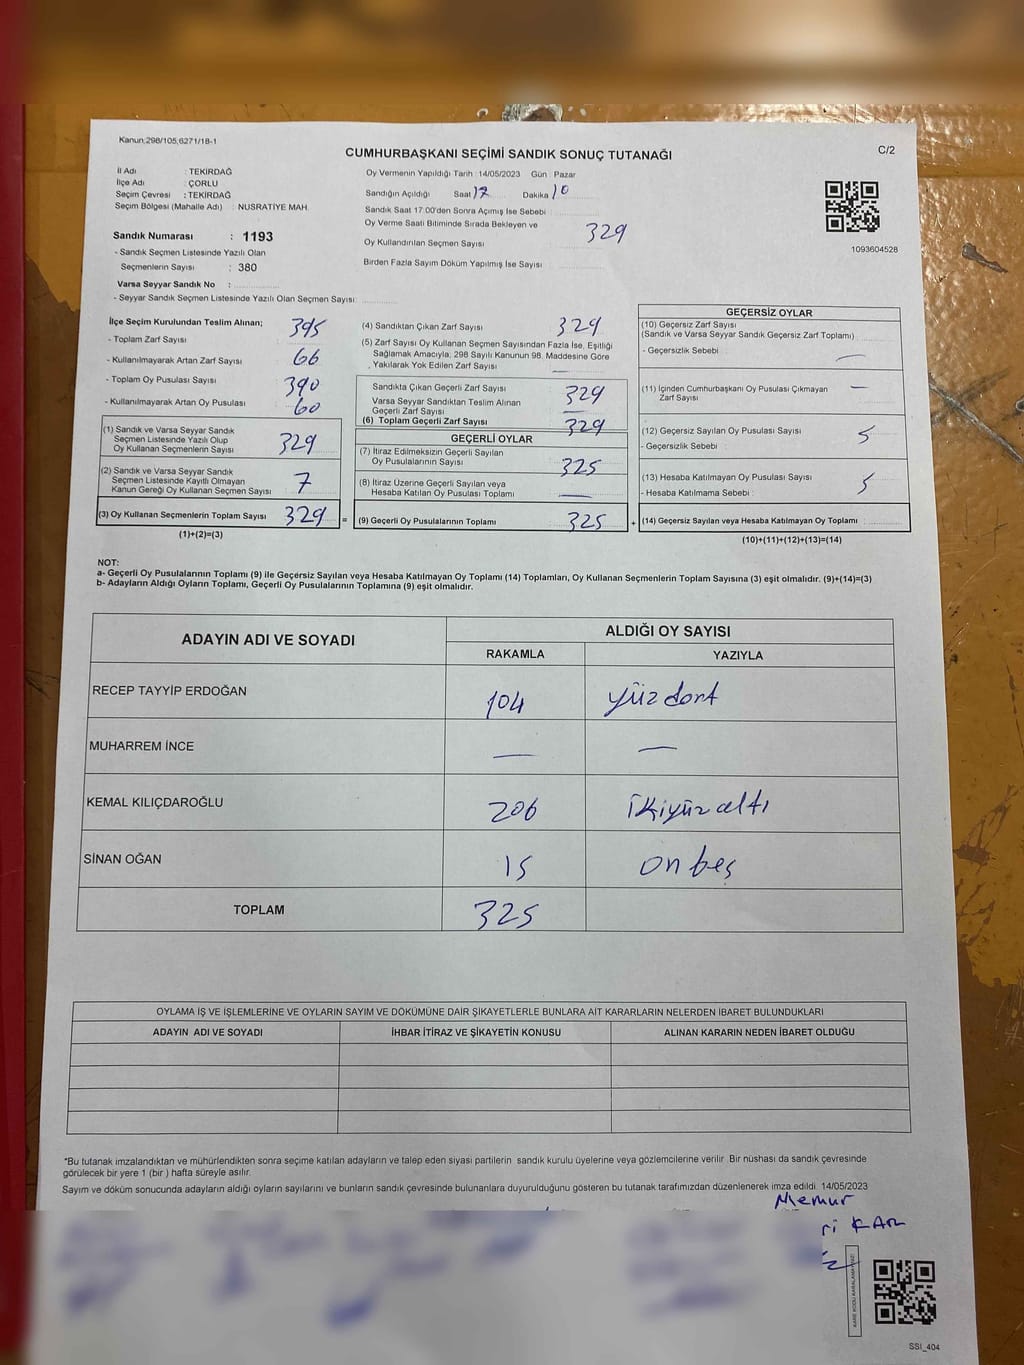 Kanun:298/105,6271/18-1
C/2
CUMHURBAŞKANI SEÇİMİ SANDIK SONUÇ TUTANAĞI
İl Adı : TEKİRDAĞ
İlçe Adı : ÇORLU
Seçim Çevresi : TEKİRDAĞ
Seçim Bölgesi (Mahalle Adı) : NUSRATİYE MAH.
Sandık Numarası : 1193
- Sandık Seçmen Listesinde Yazılı Olan
Seçmenlerin Sayısı : 380
Varsa Seyyar Sandık No :
- Seyyar Sandık Seçmen Listesinde Yazılı Olan Seçmen Sayısı:
Oy Vermenin Yapıldığı Tarih : 14/05/2023 Gün : Pazar
Sandığın Açıldığı Saat 17 Dakika 10
Sandık Saat 17:00'den Sonra Açımış İse Sebebi :
Oy Verme Saati Bitiminde Sırada Bekleyen ve
Oy Kullandırılan Seçmen Sayısı 329
Birden Fazla Sayım Döküm Yapılmış İse Sayısı
1093604528
İlçe Seçim Kurulundan Teslim Alınan;
- Toplam Zarf Sayısı 395
- Kullanılmayarak Artan Zarf Sayısı 66
- Toplam Oy Pusulası Sayısı 390
- Kullanılmayarak Artan Oy Pusulası 60
(1) Sandık ve Varsa Seyyar Sandık
Seçmen Listesinde Yazılı Olup
Oy Kullanan Seçmenlerin Sayısı 329
(2) Sandık ve Varsa Seyyar Sandık
Seçmen Listesinde Kayıtlı Olmayan
Kanun Gereği Oy Kullanan Seçmen Sayısı 7
(3) Oy Kullanan Seçmenlerin Toplam Sayısı 329 =
(1)+(2)=(3)
(4) Sandıktan Çıkan Zarf Sayısı 329
(5) Zarf Sayısı Oy Kullanan Seçmen Sayısından Fazla İse, Eşitliği
Sağlamak Amacıyla; 298 Sayılı Kanunun 98. Maddesine Göre
Yakılarak Yok Edilen Zarf Sayısı —
Sandıkta Çıkan Geçerli Zarf Sayısı 329
Varsa Seyyar Sandıktan Teslim Alınan
Geçerli Zarf Sayısı —
(6) Toplam Geçerli Zarf Sayısı 329
GEÇERLİ OYLAR
(7) İtiraz Edilmeksizin Geçerli Sayılan
Oy Pusulalarının Sayısı 325
(8) İtiraz Üzerine Geçerli Sayılan veya
Hesaba Katılan Oy Pusulası Toplamı —
(9) Geçerli Oy Pusulalarının Toplamı 325 +
GEÇERSİZ OYLAR
(10) Geçersiz Zarf Sayısı
(Sandık ve Varsa Seyyar Sandık Geçersiz Zarf Toplamı)
- Geçersizlik Sebebi : —
(11) İçinden Cumhurbaşkanı Oy Pusulası Çıkmayan
Zarf Sayısı —
(12) Geçersiz Sayılan Oy Pusulası Sayısı 5
- Geçersizlik Sebebi :
(13) Hesaba Katılmayan Oy Pusulası Sayısı 5
- Hesaba Katılmama Sebebi :
(14) Geçersiz Sayılan veya Hesaba Katılmayan Oy Toplamı
(10)+(11)+(12)+(13)=(14)
NOT:
a- Geçerli Oy Pusulalarının Toplamı (9) ile Geçersiz Sayılan veya Hesaba Katılmayan Oy Toplamı (14) Toplamları, Oy Kullanan Seçmenlerin Toplam Sayısına (3) eşit olmalıdır. (9)+(14)=(3)
b- Adayların Aldığı Oyların Toplamı, Geçerli Oy Pusulalarının Toplamına (9) eşit olmalıdır.
ADAYIN ADI VE SOYADI ALDIĞI OY SAYISI
RAKAMLA YAZIYLA
RECEP TAYYİP ERDOĞAN 104 yüz dört
MUHARREM İNCE — —
KEMAL KILIÇDAROĞLU 206 ikiyüz altı
SİNAN OĞAN 15 on beş
TOPLAM 325
OYLAMA İŞ VE İŞLEMLERİNE VE OYLARIN SAYIM VE DÖKÜMÜNE DAİR ŞİKAYETLERLE BUNLARA AİT KARARLARIN NELERDEN İBARET BULUNDUKLARI
ADAYIN ADI VE SOYADI İHBAR İTİRAZ VE ŞİKAYETİN KONUSU ALINAN KARARIN NEDEN İBARET OLDUĞU
*Bu tutanak imzalandıktan ve mühürlendikten sonra seçime katılan adayların ve talep eden siyasi partilerin sandık kurulu üyelerine veya gözlemcilerine verilir. Bir nüshası da sandık çevresinde
görülecek bir yere 1 (bir) hafta süreyle asılır.
Sayım ve döküm sonucunda adayların aldığı oyların sayılarını ve bunların sandık çevresinde bulunanlara duyurulduğunu gösteren bu tutanak tarafımızdan düzenlenerek imza edildi. 14/05/2023
Memur
SSI_404